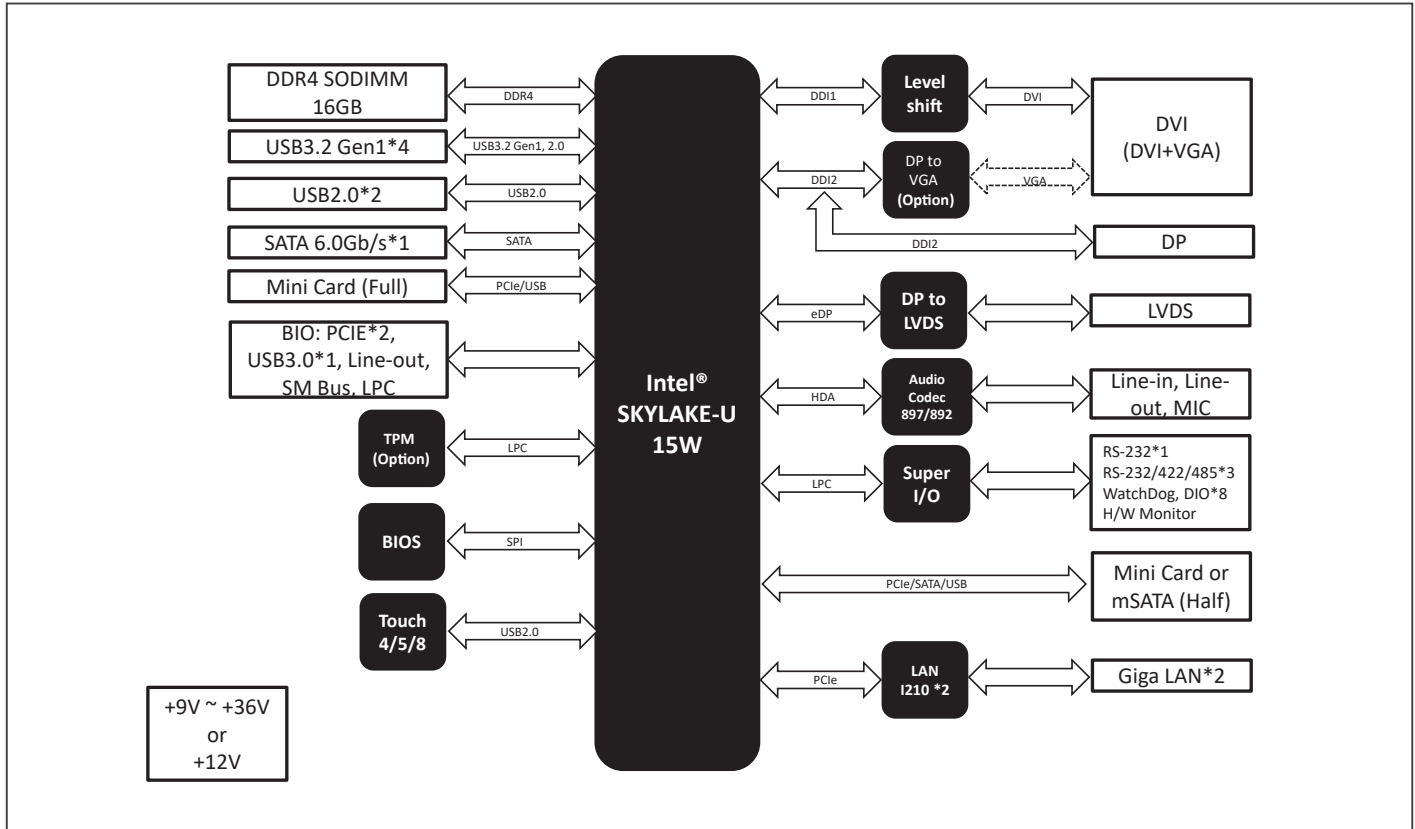 DDR4 SODIMM
16GB
DDR4
USB3.2 Gen1*4
USB3.2 Gen1, 2.0
USB2.0*2
USB2.0
SATA 6.0Gb/s*1
SATA
Mini Card (Full)
PCIe/USB
BIO: PCIE*2,
USB3.0*1, Line-out,
SM Bus, LPC
TPM
(Option)
LPC
BIOS
SPI
Touch
4/5/8
USB2.0
+9V ~ +36V
or
+12V
Intel®
SKYLAKE-U
15W
DDI1
Level
shift
DVI
DVI
(DVI+VGA)
DDI2
DP to
VGA
(Option)
VGA
DDI2
DP
eDP
DP to
LVDS
LVDS
HDA
Audio
Codec
897/892
Line-in, Line-
out, MIC
LPC
Super
I/O
RS-232*1
RS-232/422/485*3
WatchDog, DIO*8
H/W Monitor
PCIe/SATA/USB
Mini Card or
mSATA (Half)
PCIe
LAN
I210 *2
Giga LAN*2